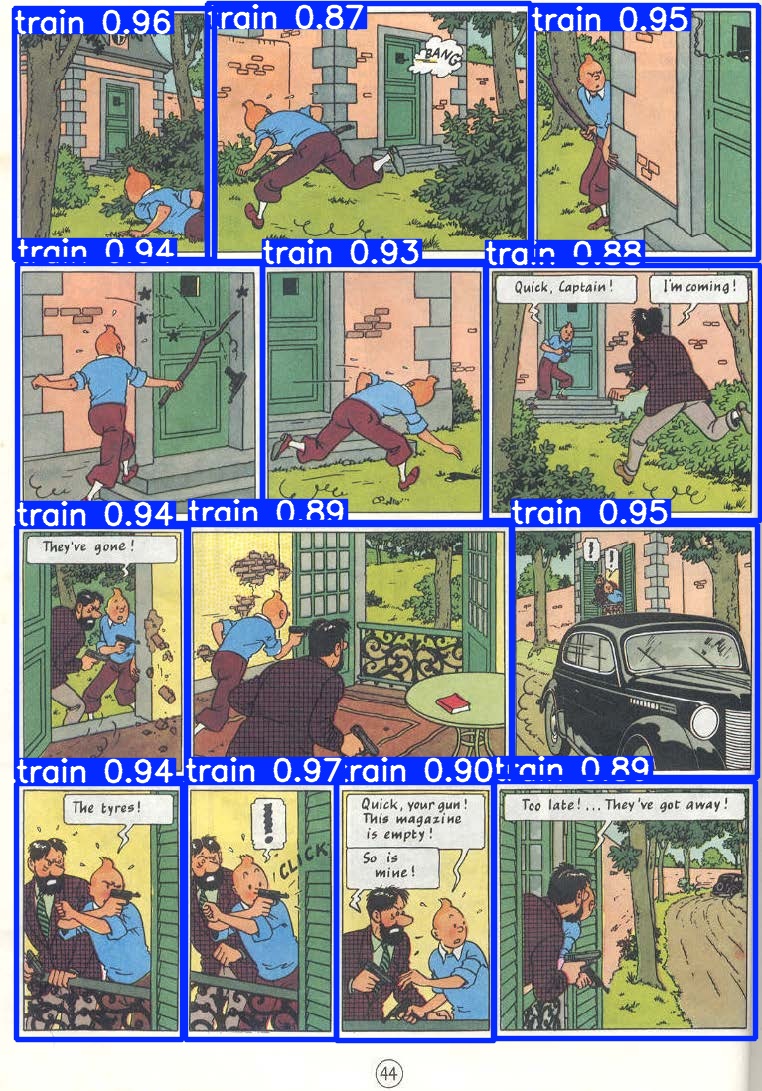 train 0.96
train 0.87
train 0.95
BANG
train 0.94
train 0.93
train 0.88
Quick, Captain!
I'm coming!
train 0.94
train 0.89
train 0.95
They've gone!
?
!
train 0.94
train 0.97
train 0.90
train 0.89
The tyres!
CLICK
Quick, your gun!
This magazine
is empty!
So is
mine!
Too late!... They've got away!
44